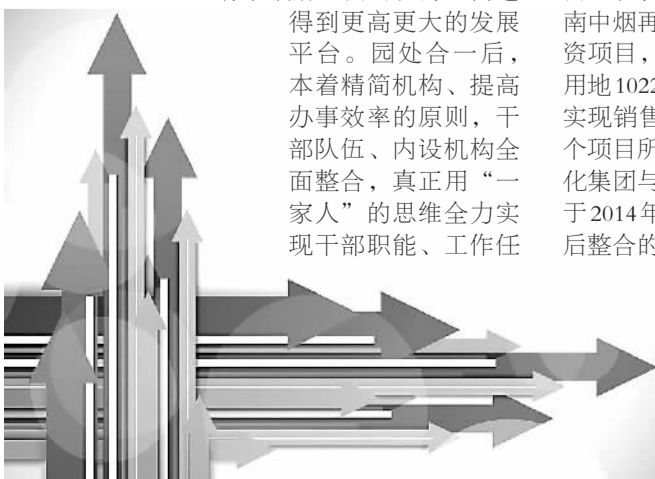 得到更高更大的发展
平台。园处合一后，
本着精简机构、提高
办事效率的原则，干
部队伍、内设机构全
面整合，真正用“一
家人”的思维全力实
现干部职能、工作任
南中烟再
资项目，
用地1022
实现销售
个项目所
化集团与
于2014年
后整合的